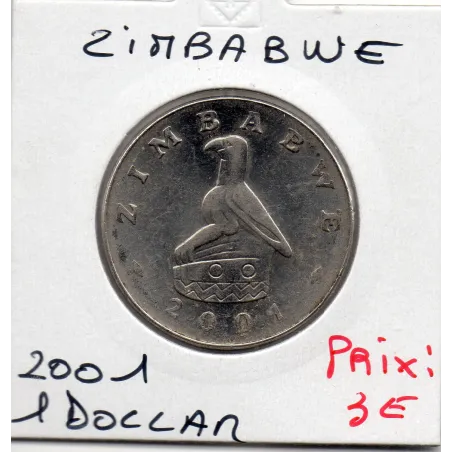 ZiMBABWE
ZIMBABWE
2001
2001
1 DOLLAR
Prix:
3E